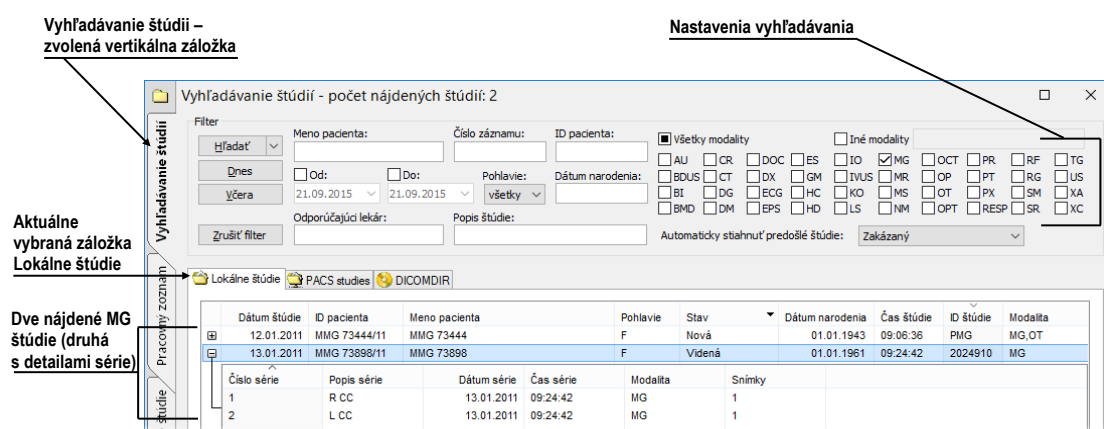 Vyhľadávanie štúdii –
zvolená vertikálna záložka
Nastavenia vyhľadávania
Vyhľadávanie štúdií - počet nájdených štúdií: 2
Vyhľadávanie štúdií
Pracovný zoznam
štúdie
Filter
Hľadať
Dnes
Včera
Zrušiť filter
Meno pacienta:
Číslo záznamu:
ID pacienta:
Od:
Do:
Pohlavie:
Dátum narodenia:
21.09.2015
21.09.2015
všetky
Odporúčajúci lekár:
Popis štúdie:
Všetky modality
Iné modality
AU CR DOC ES IO MG OCT PR RF TG
BDUS CT DX GM IVUS MR OP PT RG US
BI DG ECG HC KO MS OT PX SM XA
BMD DM EPS HD LS NM OPT RESP SR XC
Automaticky stiahnuť predošlé štúdie: Zakázaný
Aktuálne
vybraná záložka
Lokálne štúdie
Lokálne štúdie PACS studies DICOMDIR
Dve nájdené MG
štúdie (druhá
s detailami série)
Dátum štúdie ID pacienta Meno pacienta Pohlavie Stav Dátum narodenia Čas štúdie ID štúdie Modalita
12.01.2011 MMG 73444/11 MMG 73444 F Nová 01.01.1943 09:06:36 PMG MG,OT
13.01.2011 MMG 73898/11 MMG 73898 F Videná 01.01.1961 09:24:42 2024910 MG
Číslo série Popis série Dátum série Čas série Modalita Snímky
1 R CC 13.01.2011 09:24:42 MG 1
2 L CC 13.01.2011 09:24:42 MG 1